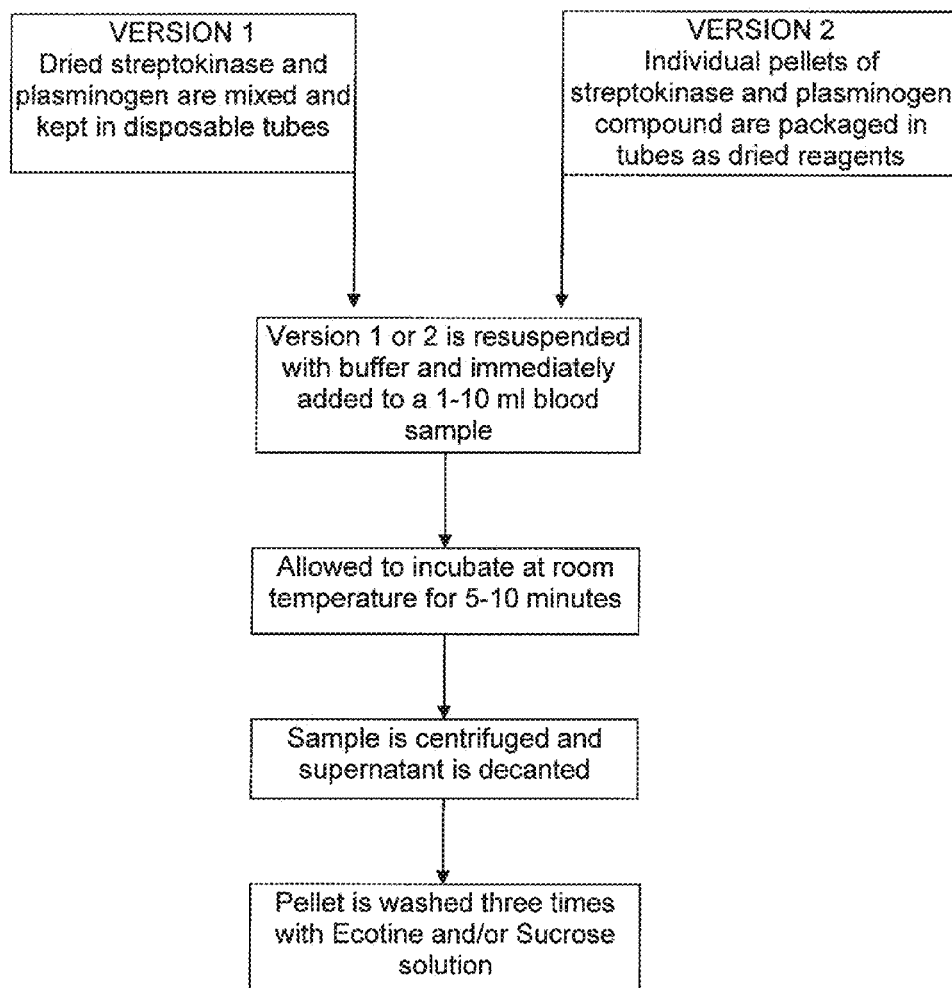 VERSION 1
Dried streptokinase and
plasminogen are mixed and
kept in disposable tubes
VERSION 2
Individual pellets of
streptokinase and plasminogen
compound are packaged in
tubes as dried reagents
Version 1 or 2 is resuspended
with buffer and immediately
added to a 1-10 ml blood
sample
Allowed to incubate at room
temperature for 5-10 minutes
Sample is centrifuged and
supernatant is decanted
Pellet is washed three times
with Ecotine and/or Sucrose
solution